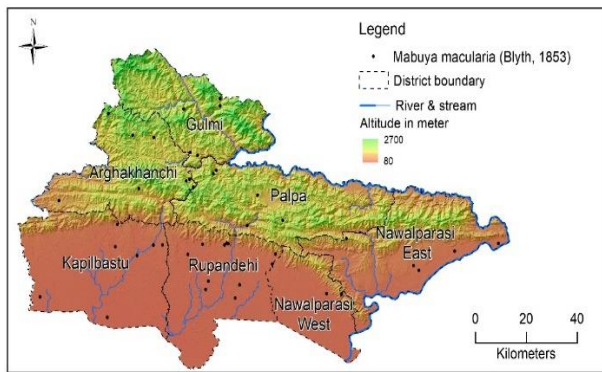 N
Legend
Mabuya macularia (Blyth, 1853)
District boundary
River & stream
Altitude in meter
2700
80
Gulmi
Arghakhanchi
Palpa
Nawalparasi
East
Kapilbastu
Rupandehi
Nawalparasi
West
0 20 40
Kilometers